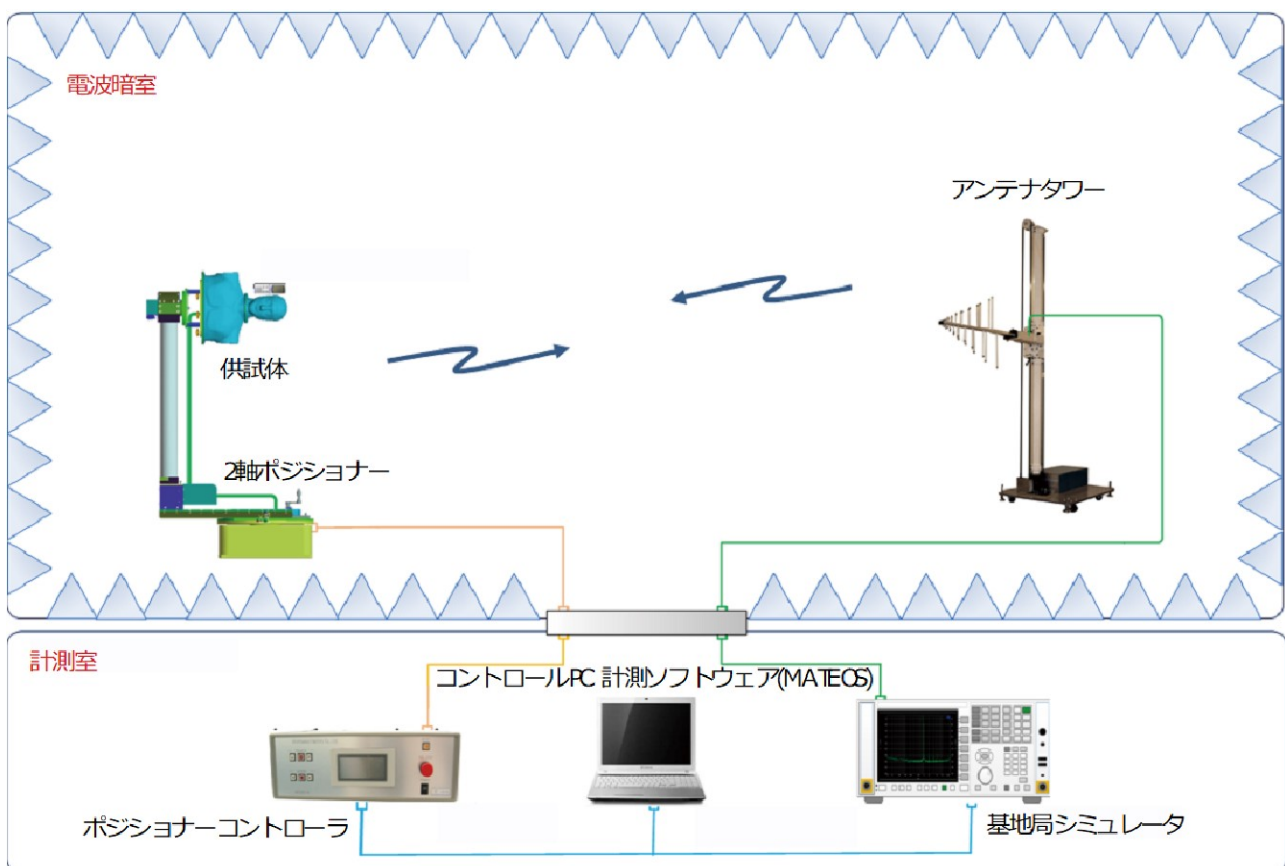 電波暗室
アンテナタワー
供試体
2軸ポジショナー
計測室
コントロールPC 計測ソフトウェア(MATEOS)
ポジショナーコントローラ
基地局シミュレータ